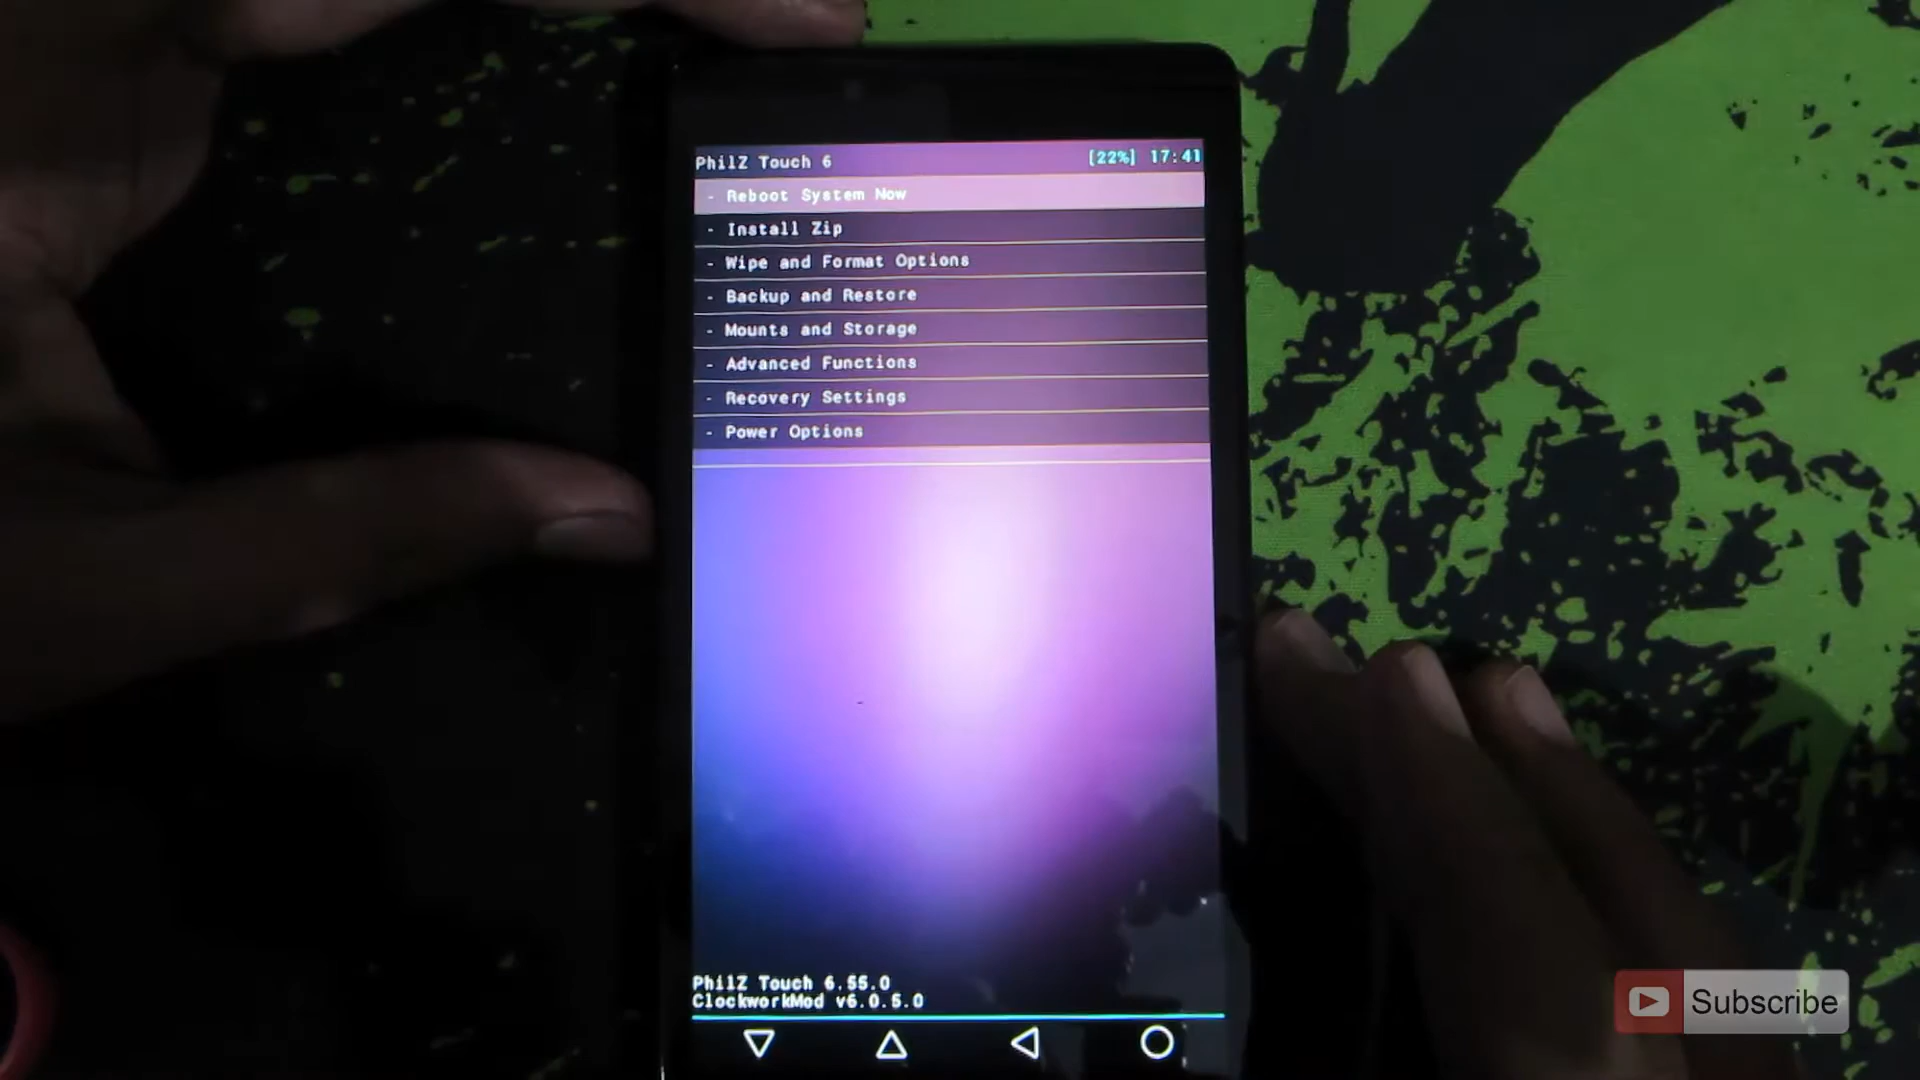 PhilZ Touch 6 [22%] 17:41
- Reboot System Now
- Install Zip
- Wipe and Format Options
- Backup and Restore
- Mounts and Storage
- Advanced Functions
- Recovery Settings
- Power Options
PhilZ Touch 6.55.0
ClockworkMod v6.0.5.0
Subscribe